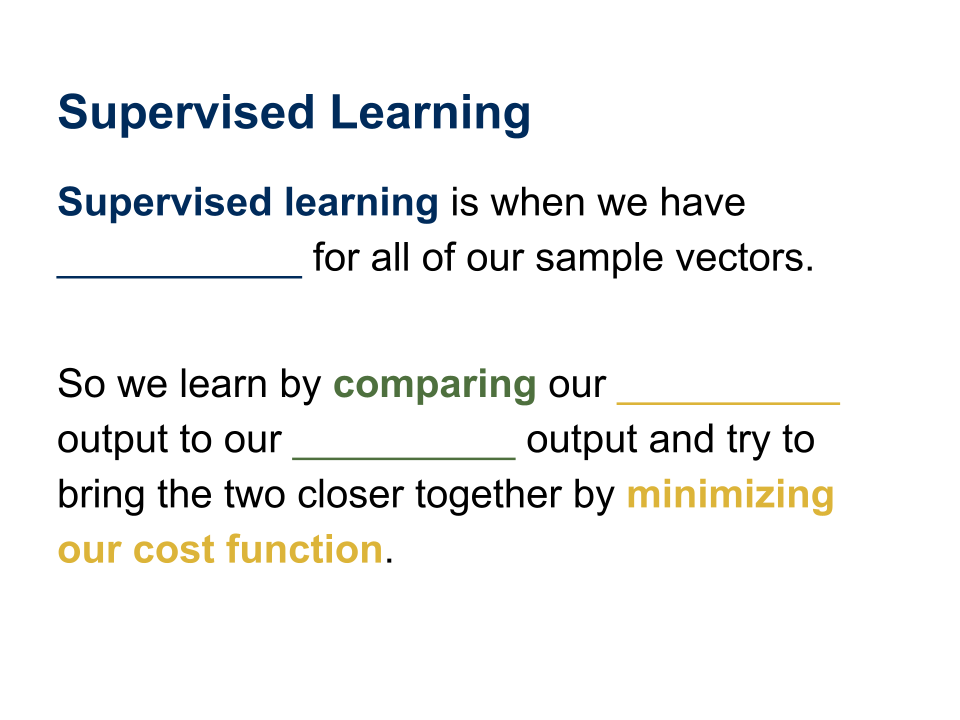 Supervised Learning
Supervised learning is when we have
___________ for all of our sample vectors.
So we learn by comparing our __________
output to our __________ output and try to
bring the two closer together by minimizing
our cost function.